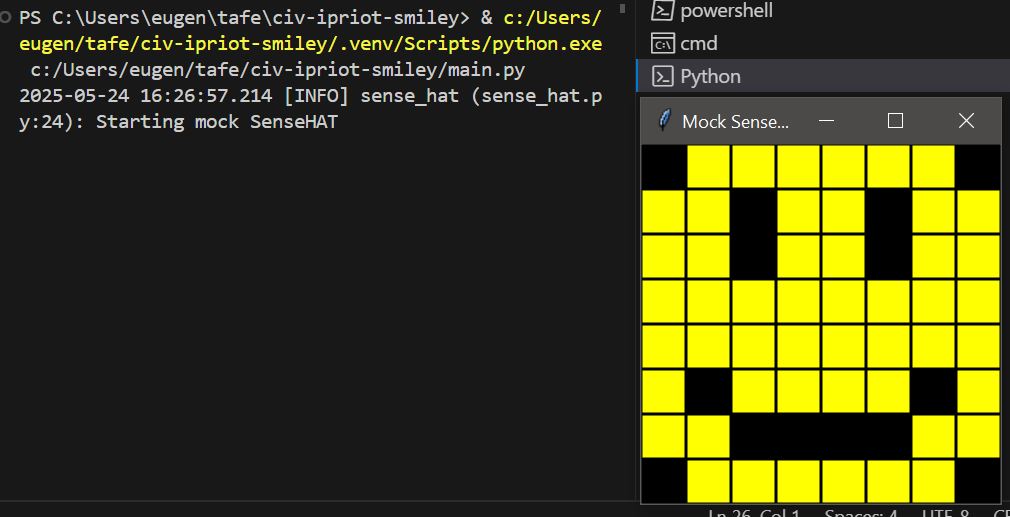 PS C:\Users\eugen\tafe\civ-ipriot-smiley> & c:/Users/
eugen/tafe/civ-ipriot-smiley/.venv/Scripts/python.exe
c:/Users/eugen/tafe/civ-ipriot-smiley/main.py
2025-05-24 16:26:57.214 [INFO] sense_hat (sense_hat.p
y:24): Starting mock SenseHAT
powershell
cmd
Python
Mock Sense...
Ln 26, Col 1 Spaces: 4 UTF-8